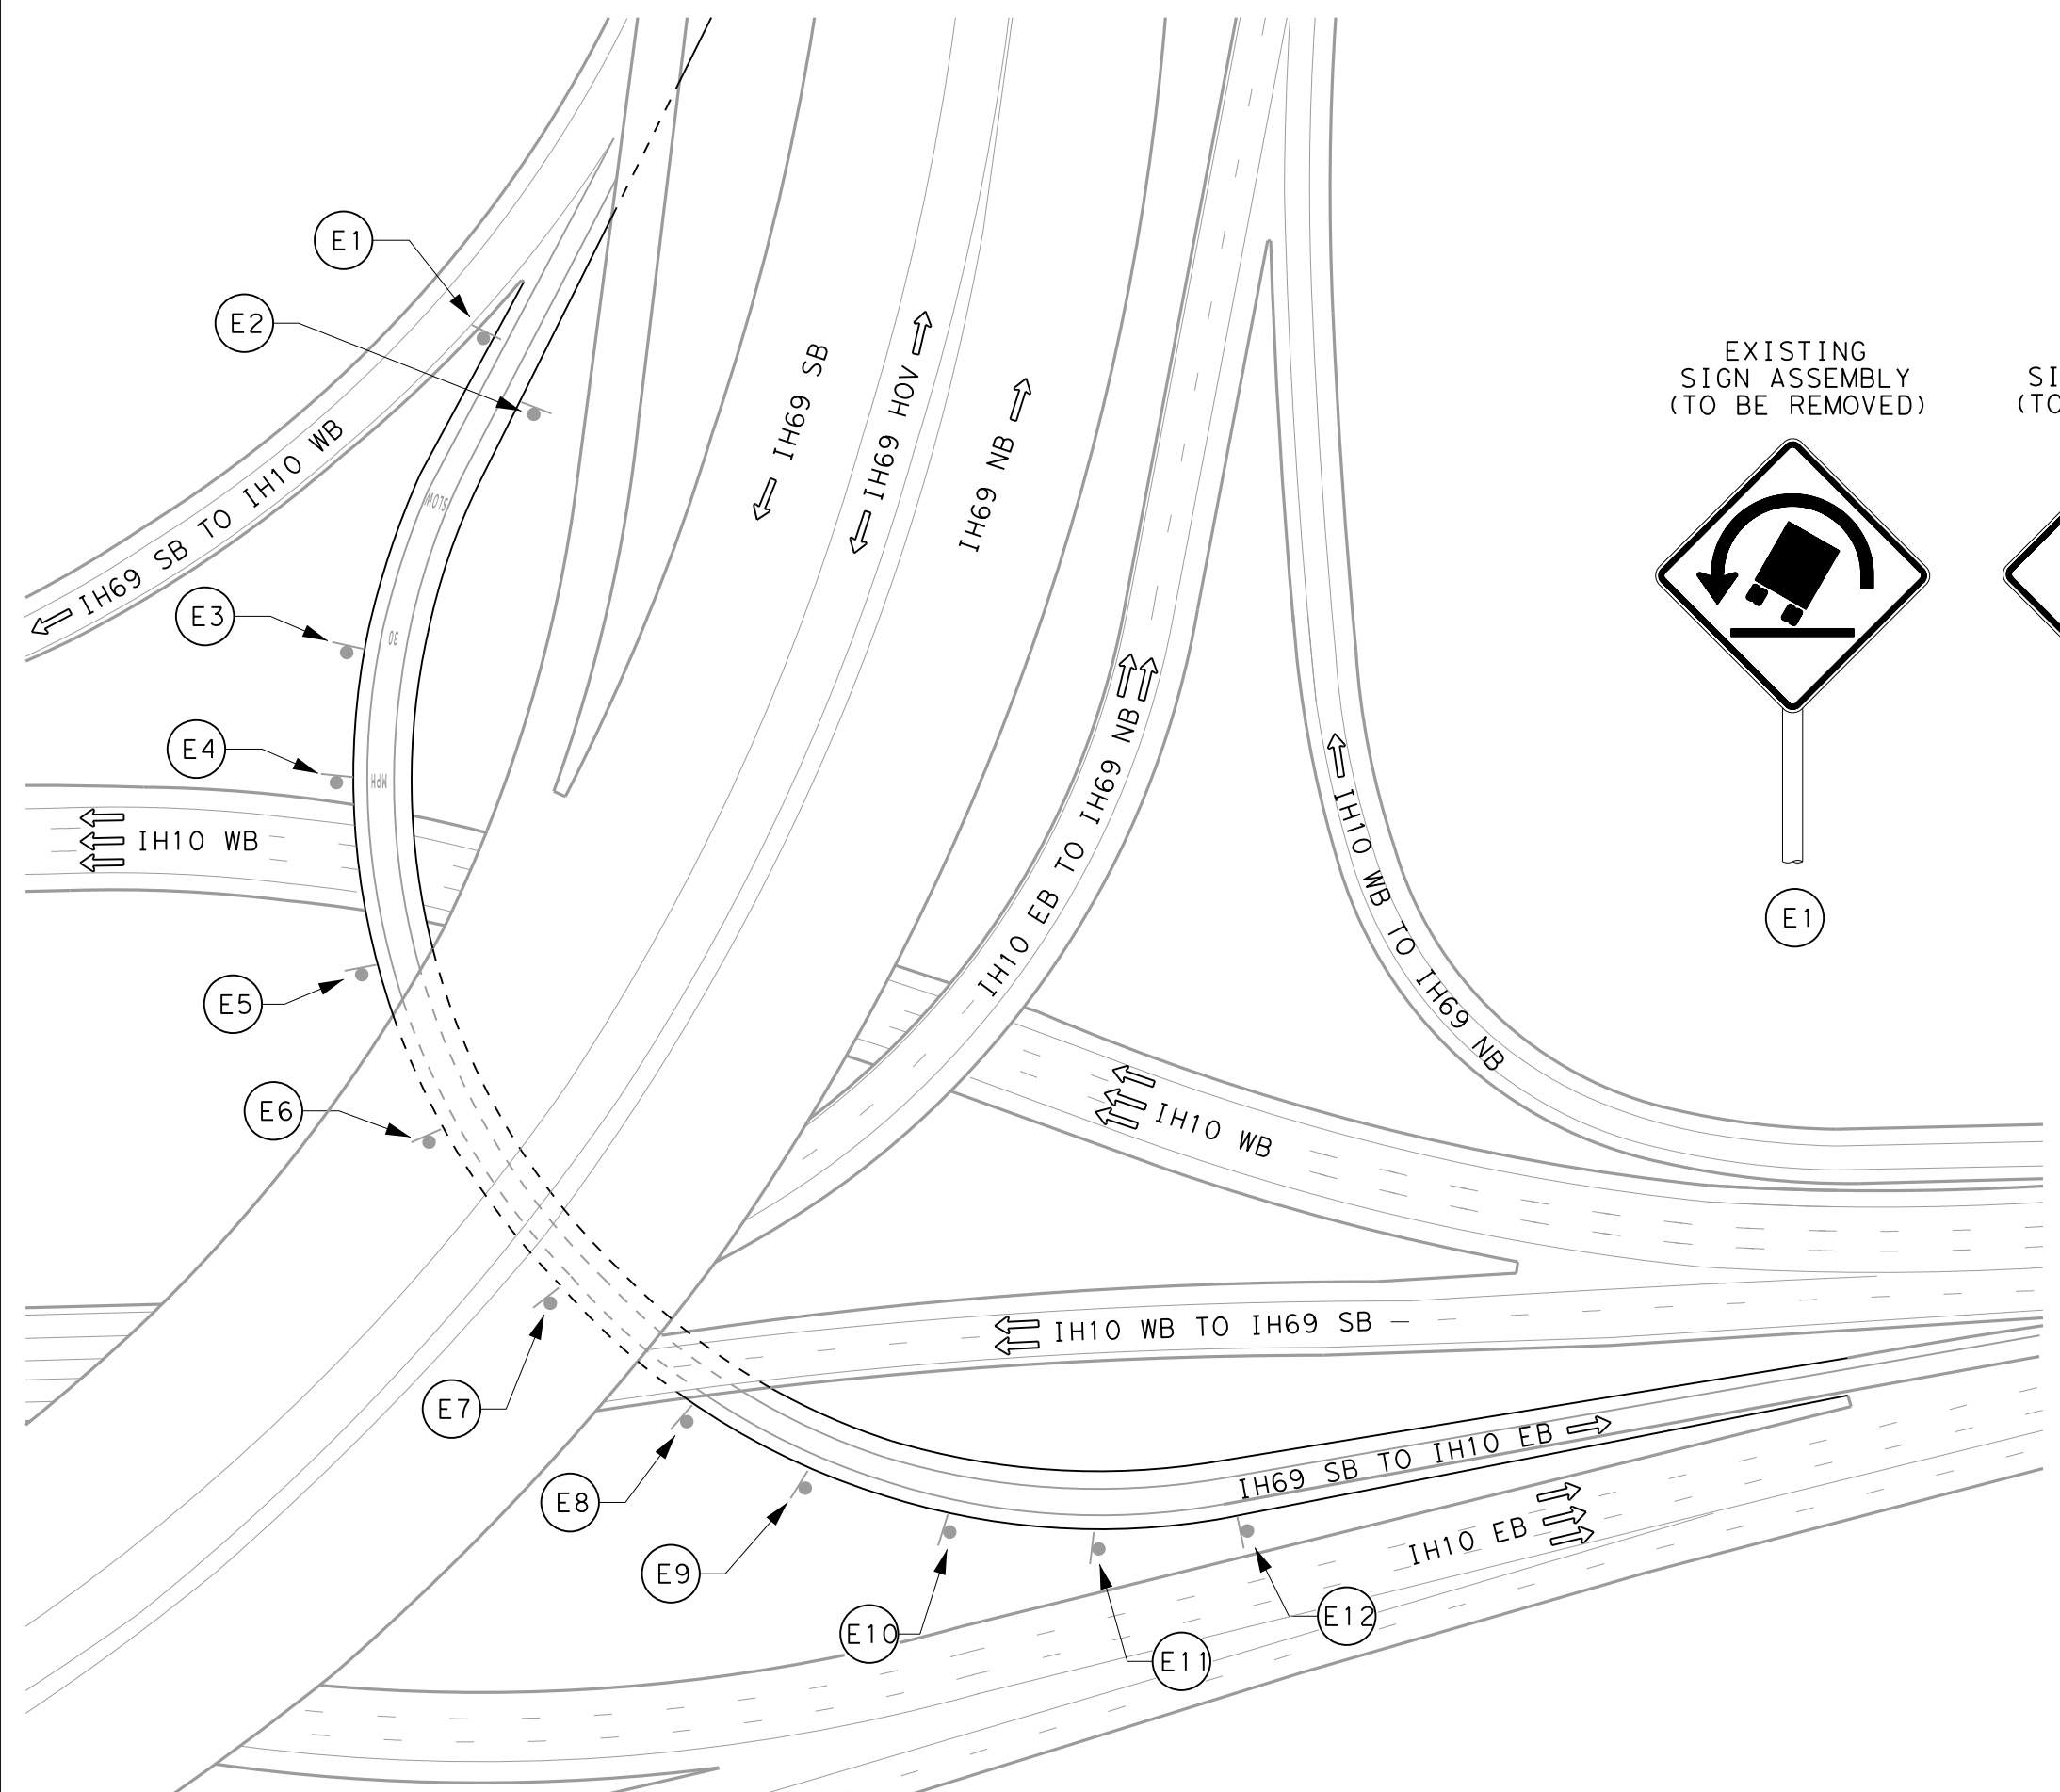 E1
E2
IH69 SB TO IH10 WB
IH69 SB
IH69 HOV
IH69 NB
EXISTING
SIGN ASSEMBLY
(TO BE REMOVED)
SI
(TO
SLOW
30
MPH
E3
E4
IH10 WB
E5
E6
IH10 EB TO IH69 NB
IH10 WB TO IH69 NB
E1
IH10 WB
IH10 WB TO IH69 SB
E7
E8
E9
E10
E11
E12
IH69 SB TO IH10 EB
IH10 EB